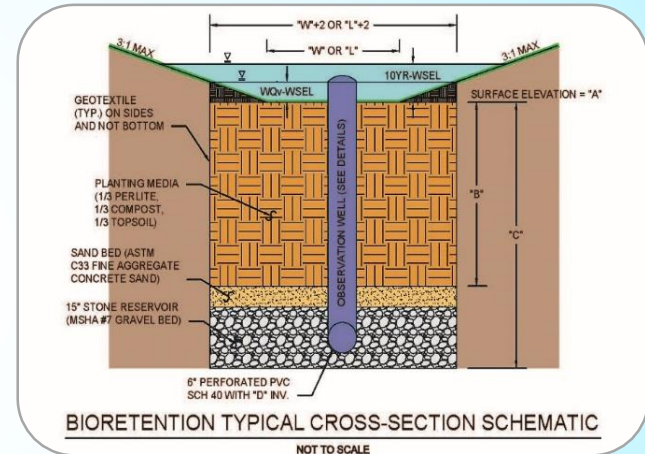 "W"+2 OR "L"+2
3:1 MAX
"W" OR "L"
3:1 MAX
10YR-WSEL
WQv-WSEL
SURFACE ELEVATION = "A"
GEOTEXTILE
(TYP.) ON SIDES
AND NOT BOTTOM
OBSERVATION WELL (SEE DETAILS)
"B"
"C"
PLANTING MEDIA
(1/3 PERLITE,
1/3 COMPOST,
1/3 TOPSOIL)
SAND BED (ASTM
C33 FINE AGGREGATE
CONCRETE SAND)
15" STONE RESERVOIR
(MSHA #7 GRAVEL BED)
6" PERFORATED PVC
SCH 40 WITH "D" INV.
BIORETENTION TYPICAL CROSS-SECTION SCHEMATIC
NOT TO SCALE